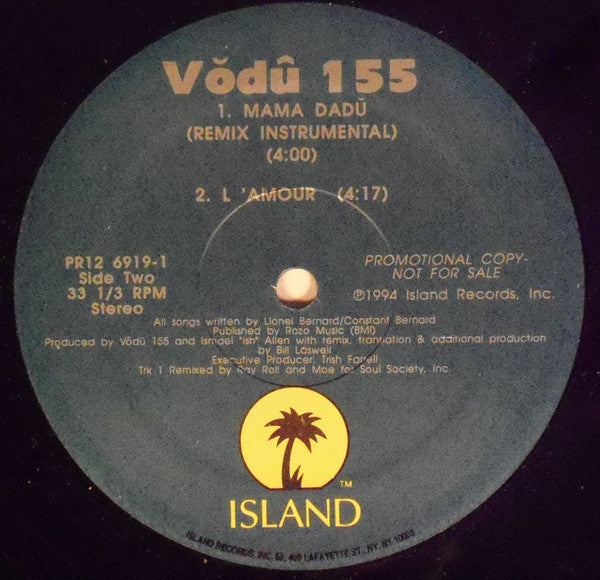 Vŏdû 155
1. MAMA DADŬ
(REMIX INSTRUMENTAL)
(4:00)
2. L 'AMOUR (4:17)
PR12 6919-1
Side Two
33 1/3 RPM
Stereo
PROMOTIONAL COPY-
NOT FOR SALE
℗1994 Island Records, Inc.
All songs written by Lionel Bernard/Constant Bernard
Published by Rozo Music (BMI)
Produced by Vŏdû 155 and Ismael "Ish" Allen with remix, translation & additional production
by Bill Laswell
Executive Producer: Trish Farrell
Trk 1 Remixed by Ray Roll and Moe for Soul Society, Inc.
TM
ISLAND
ISLAND RECORDS, INC. 400 LAFAYETTE ST., NY, NY 10003